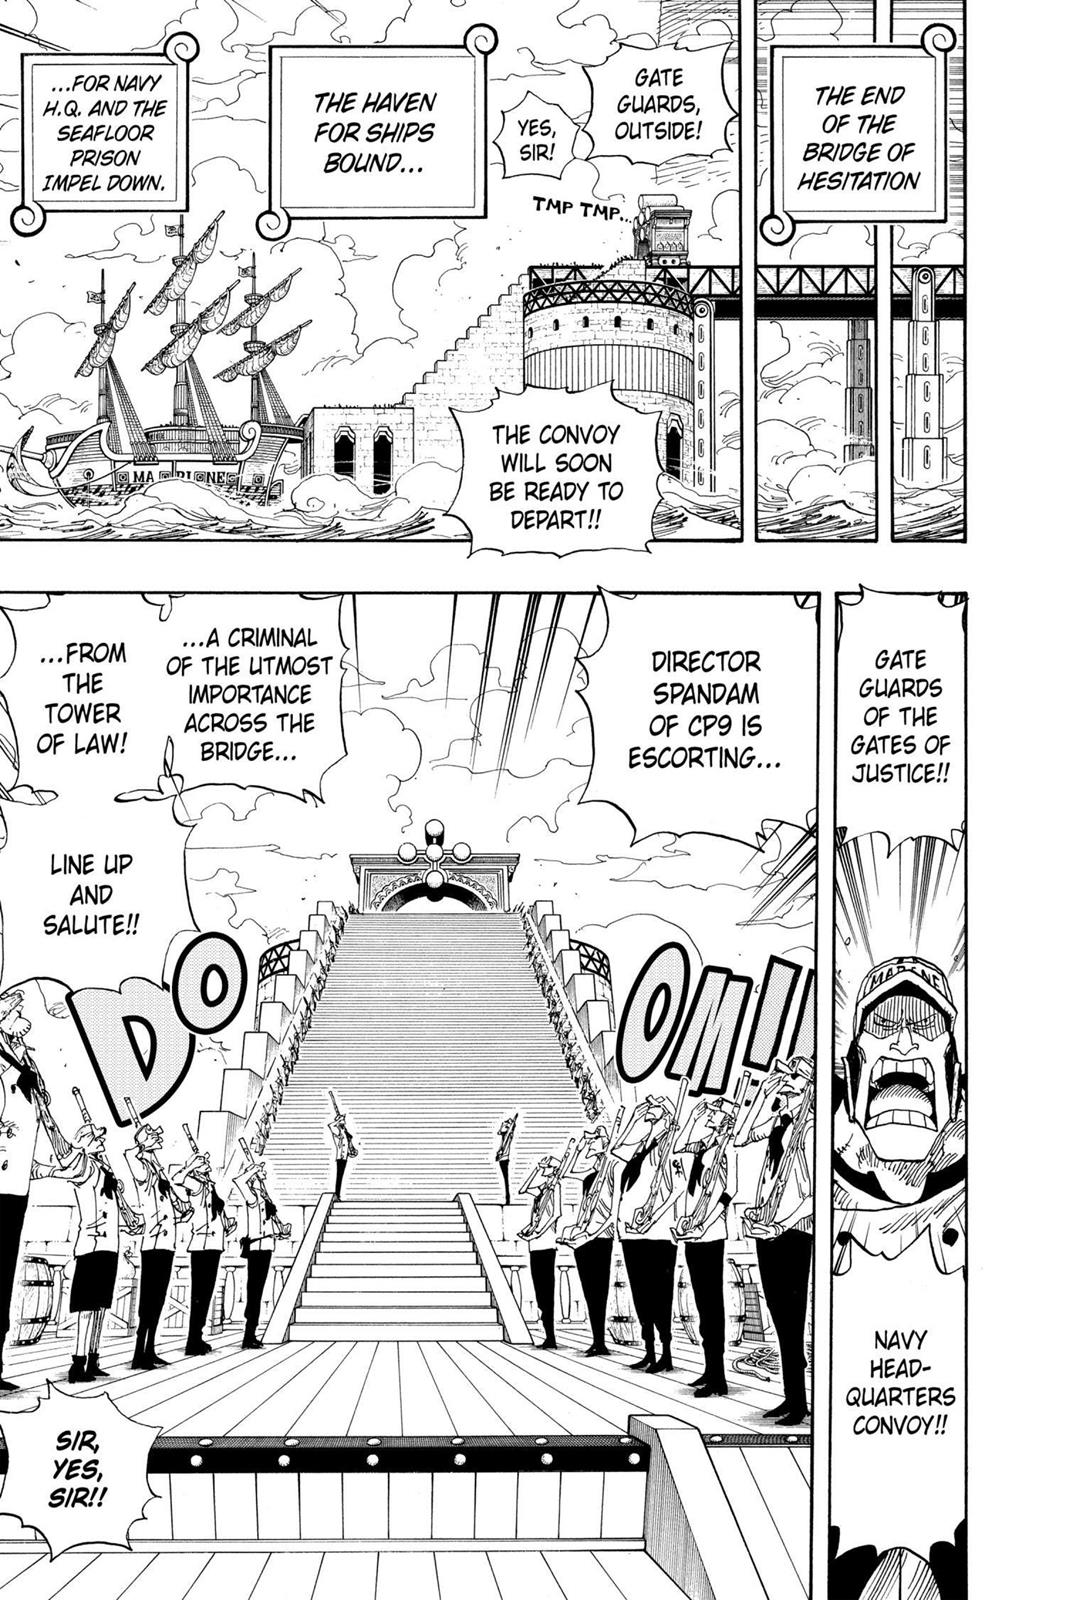 THE END
OF THE
BRIDGE OF
HESITATION
GATE
GUARDS,
OUTSIDE!
YES,
SIR!
TMP TMP...
THE HAVEN
FOR SHIPS
BOUND...
...FOR NAVY
H.Q. AND THE
SEAFLOOR
PRISON
IMPEL DOWN.
THE CONVOY
WILL SOON
BE READY TO
DEPART!!
MARINE
GATE
GUARDS
OF THE
GATES OF
JUSTICE!!
MARINE
NAVY
HEAD-
QUARTERS
CONVOY!!
DIRECTOR
SPANDAM
OF CP9 IS
ESCORTING...
...A CRIMINAL
OF THE UTMOST
IMPORTANCE
ACROSS THE
BRIDGE...
...FROM
THE
TOWER
OF LAW!
LINE UP
AND
SALUTE!!
DOOM!!
SIR,
YES,
SIR!!